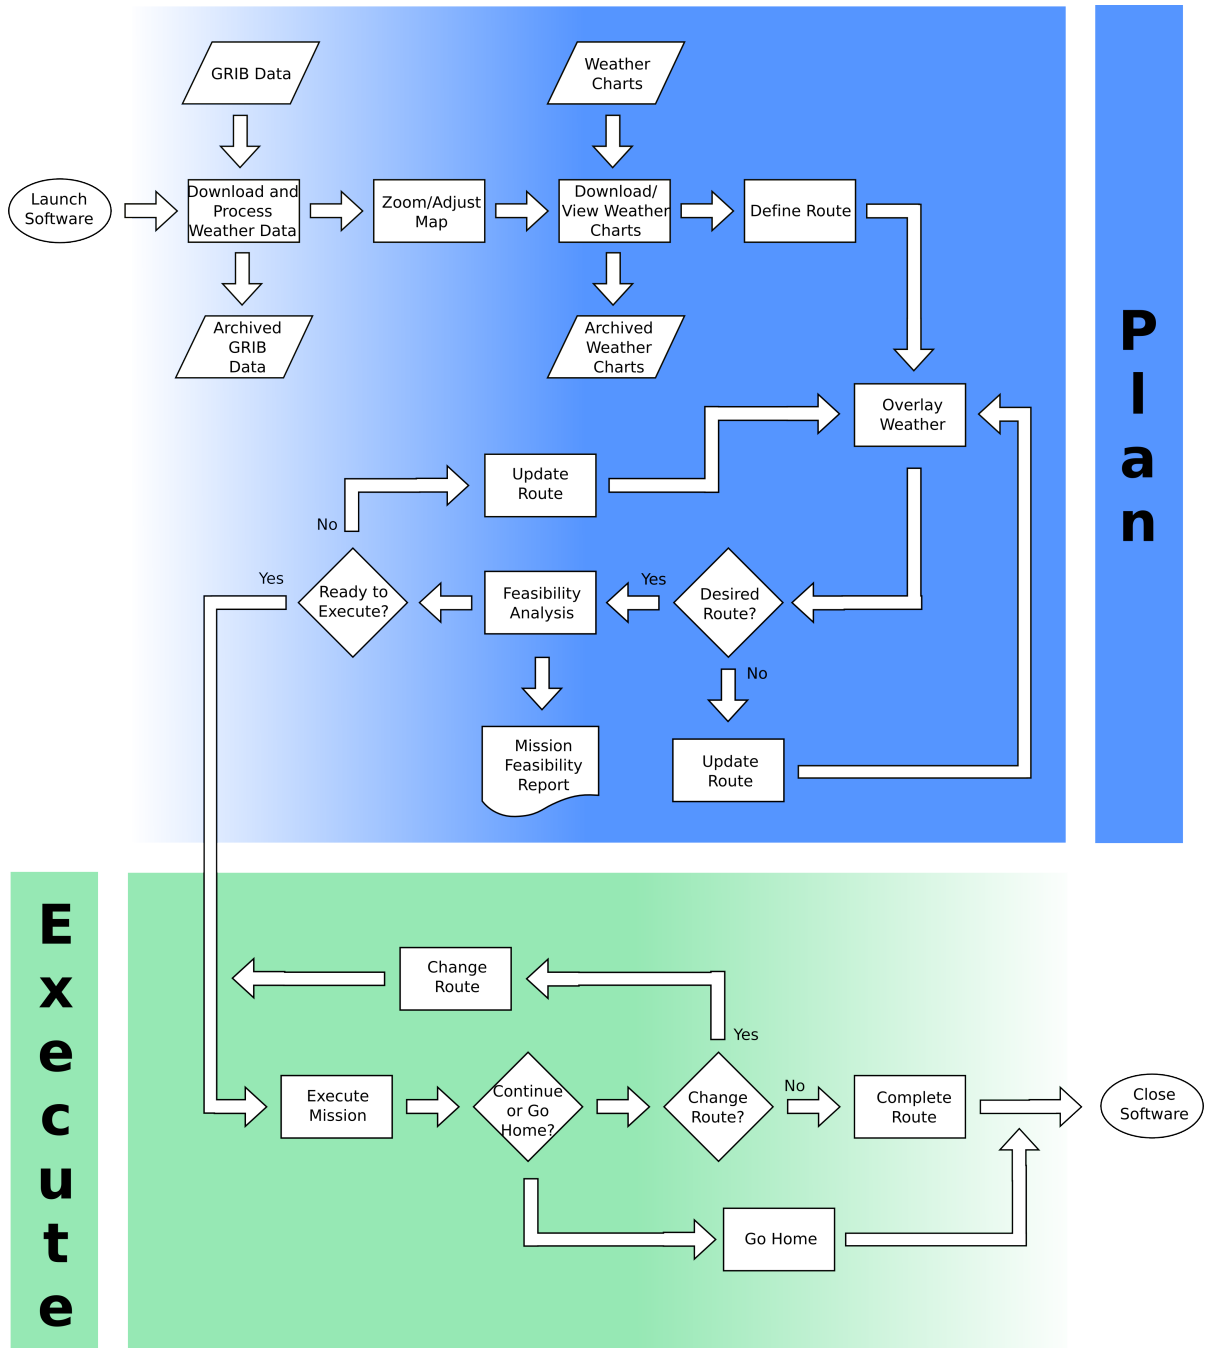 GRIB Data
Weather
Charts
Launch
Software
Download and
Process
Weather Data
Zoom/Adjust
Map
Download/
View Weather
Charts
Define Route
Archived
GRIB
Data
Archived
Weather
Charts
Overlay
Weather
Update
Route
No
Yes
Ready to
Execute?
Feasibility
Analysis
Yes
Desired
Route?
No
Mission
Feasibility
Report
Update
Route
P
l
a
n
E
x
e
c
u
t
e
Change
Route
Yes
Execute
Mission
Continue
or Go
Home?
Change
Route?
No
Complete
Route
Close
Software
Go Home